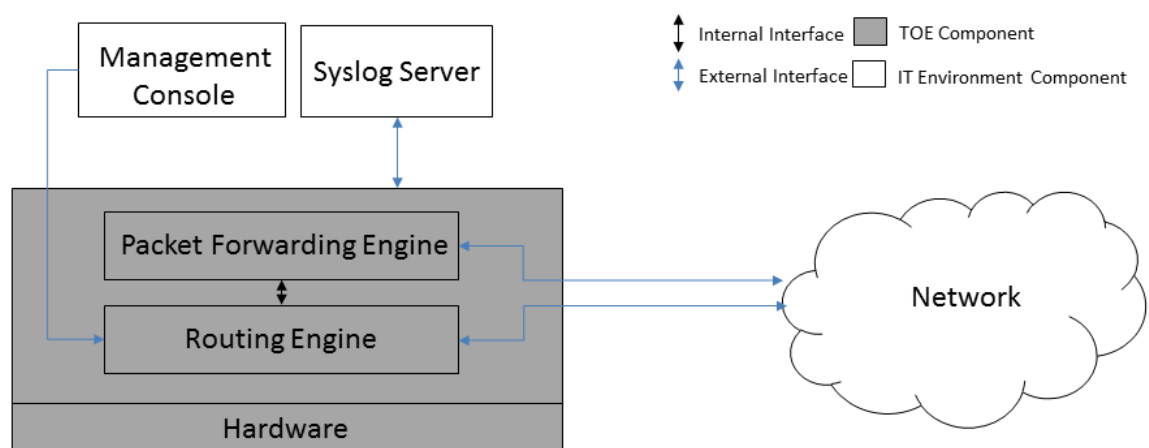 Management
Console
Syslog Server
Internal Interface
TOE Component
External Interface
IT Environment Component
Packet Forwarding Engine
Routing Engine
Network
Hardware